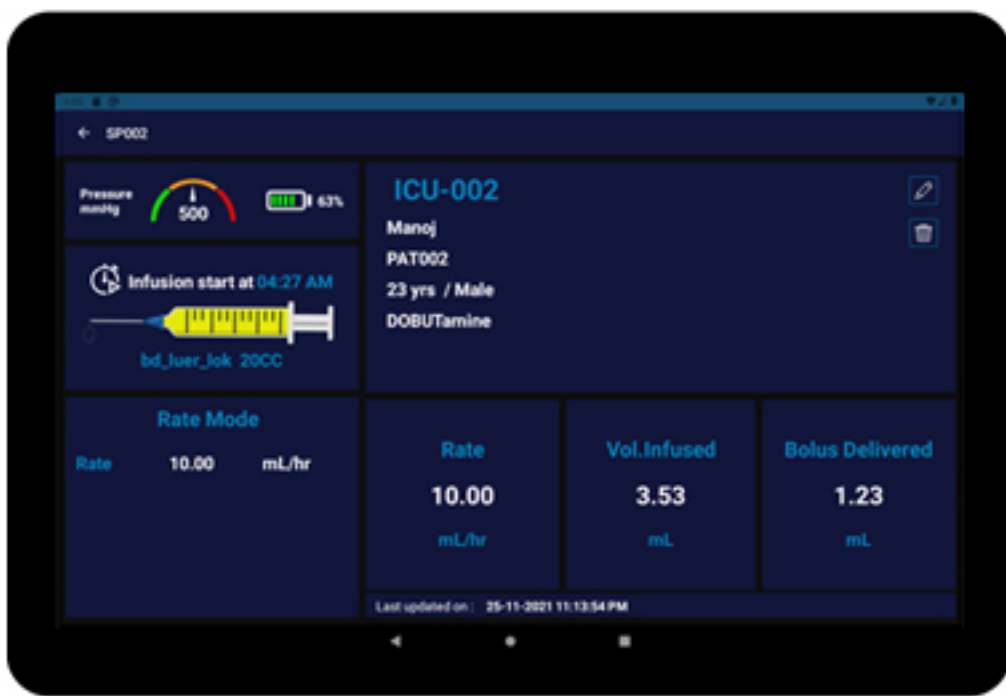 SP002
Pressure
mmHg
500
63%
Infusion start at 04:27 AM
bd_luer_lok 20CC
ICU-002
Manoj
PAT002
23 yrs / Male
DOBUTamine
Rate Mode
Rate 10.00 mL/hr
Rate
10.00
mL/hr
Vol.Infused
3.53
mL
Bolus Delivered
1.23
mL
Last updated on : 25-11-2021 11:13:54 PM